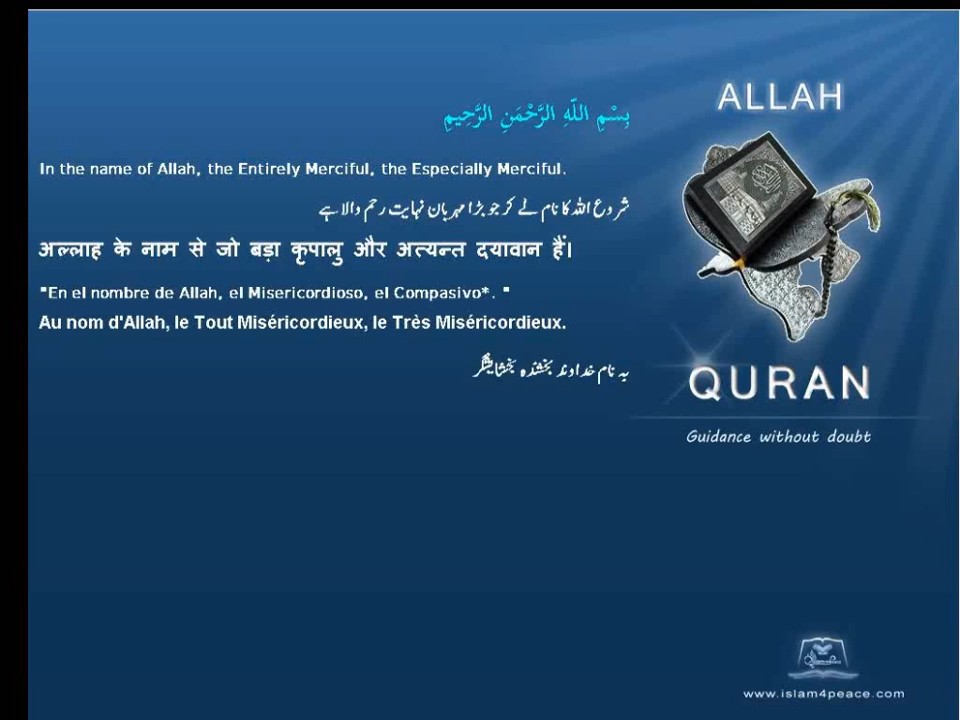 بِسْمِ اللَّهِ الرَّحْمَنِ الرَّحِيمِ
In the name of Allah, the Entirely Merciful, the Especially Merciful.
شروع الله کا نام لے کر جو بڑا مہربان نہایت رحم والا ہے
अल्लाह के नाम से जो बड़ा कृपालु और अत्यन्त दयावान हैं।
"En el nombre de Allah, el Misericordioso, el Compasivo*. "
Au nom d'Allah, le Tout Miséricordieux, le Très Miséricordieux.
به نام خداوند بخشنده بخشایشگر
ALLAH
QURAN
Guidance without doubt
www.islam4peace.com